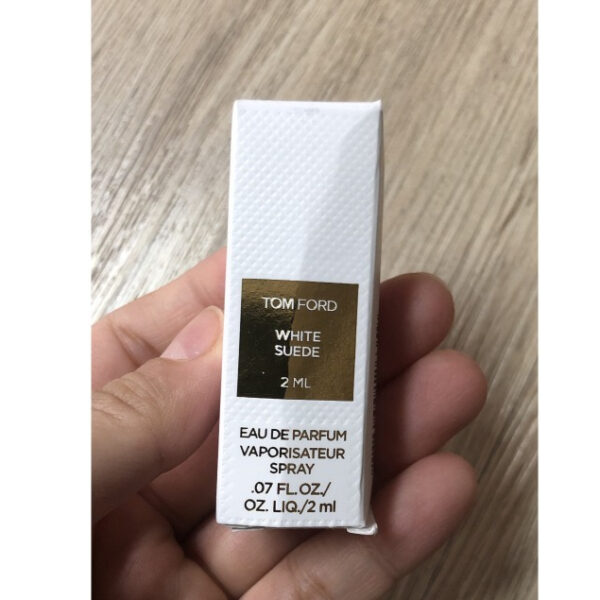 TOM FORD
WHITE
SUEDE
2 ML
EAU DE PARFUM
VAPORISATEUR
SPRAY
.07 FL.OZ./
OZ. LIQ./2 ml